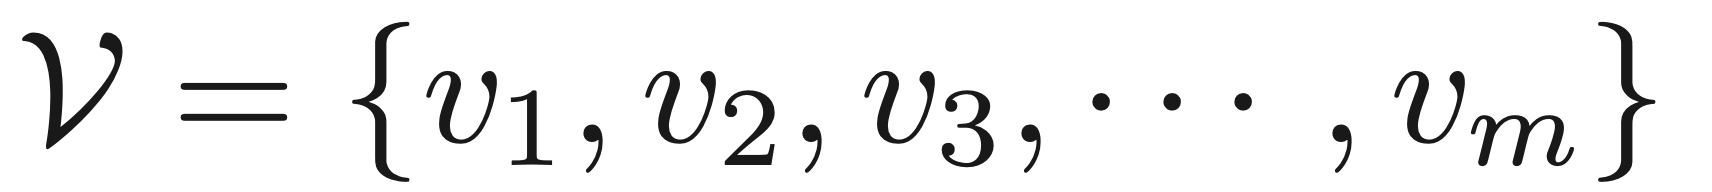 𝒱 = {v₁, v₂, v₃, · · · , vₘ}